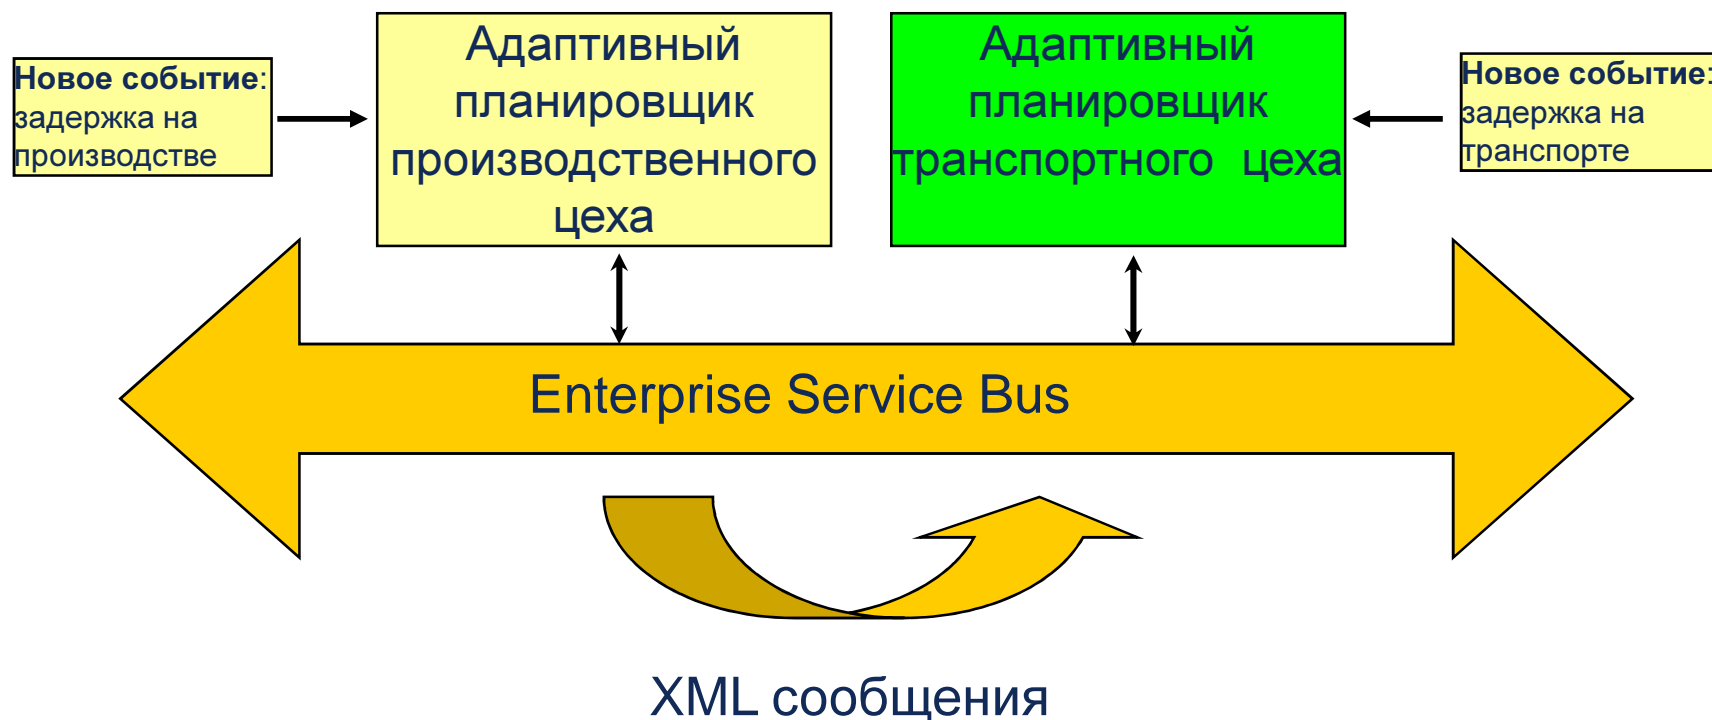 Новое событие:
задержка на
производстве
Адаптивный
планировщик
производственного
цеха
Адаптивный
планировщик
транспортного цеха
Новое событие:
задержка на
транспорте
Enterprise Service Bus
XML сообщения